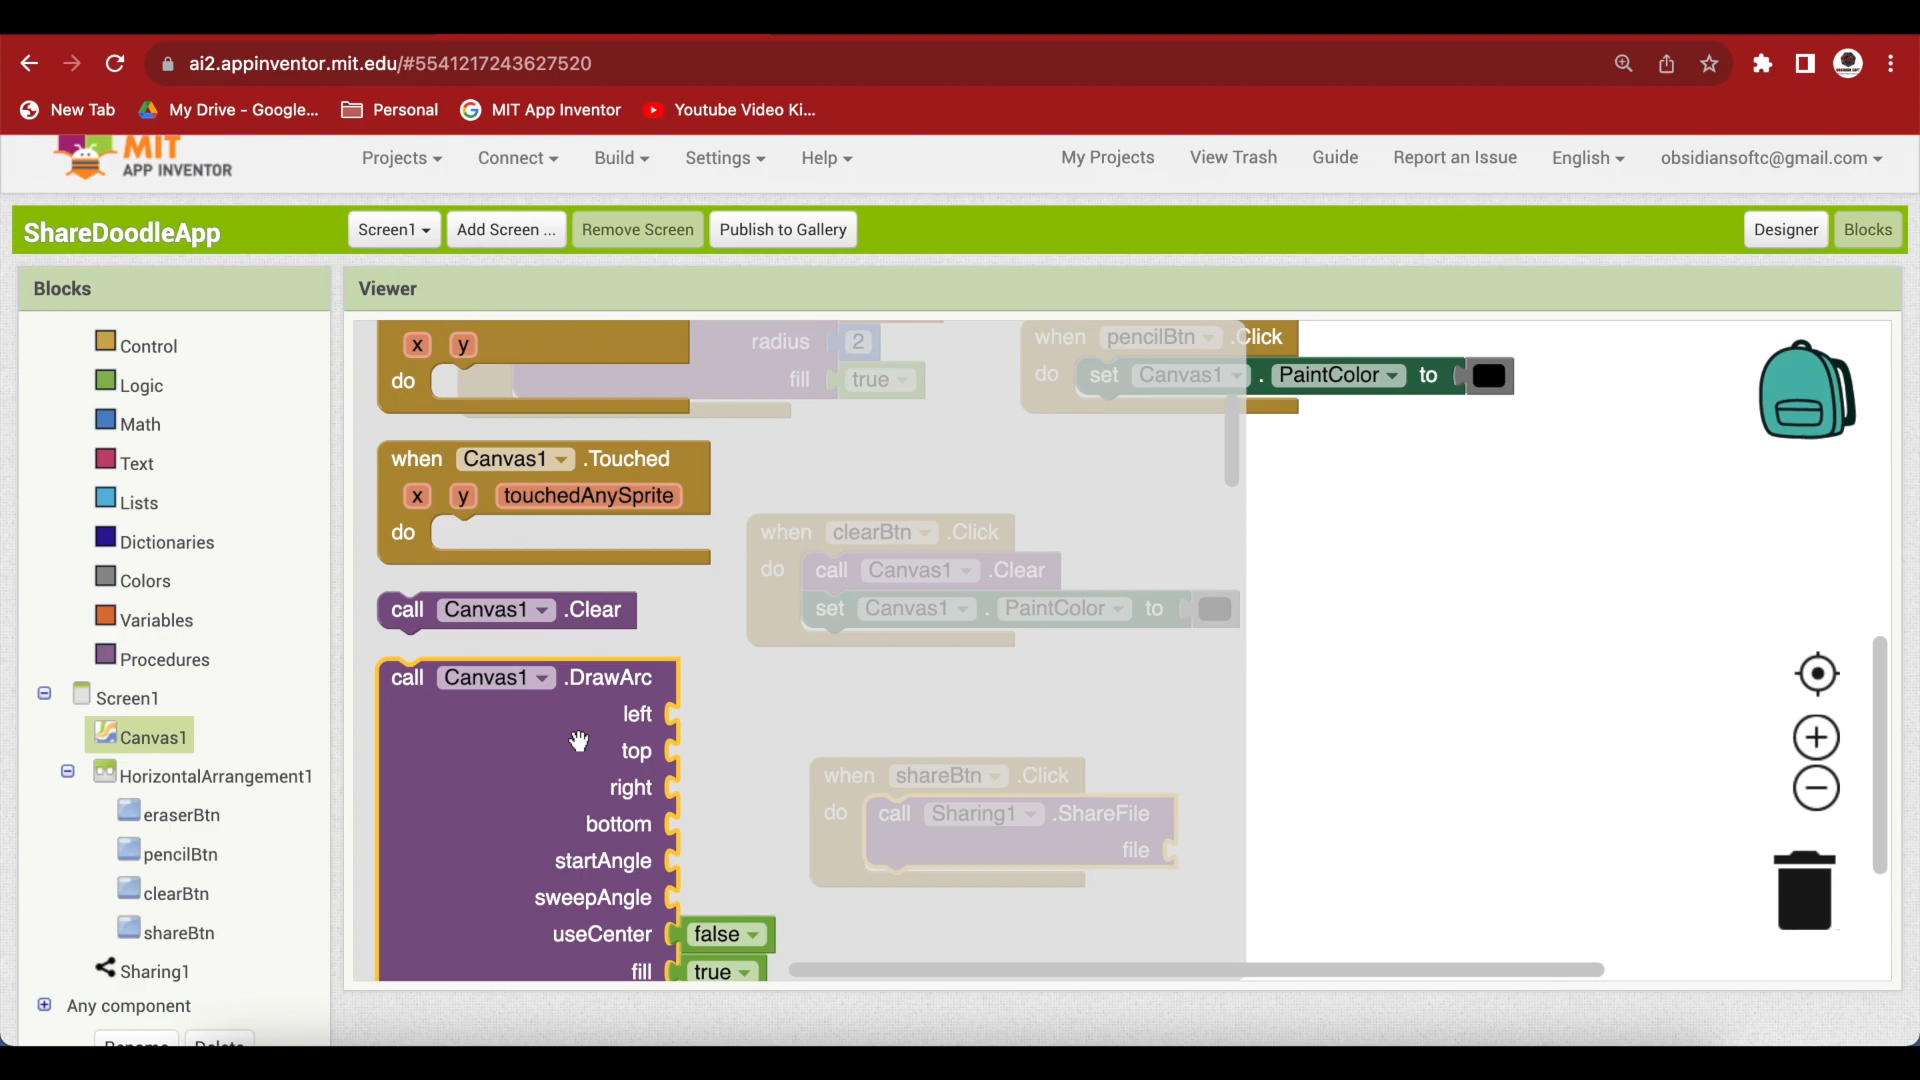 ai2.appinventor.mit.edu/#5541217243627520
New Tab My Drive - Google... Personal MIT App Inventor Youtube Video Ki...
MIT
APP INVENTOR
Projects Connect Build Settings Help My Projects View Trash Guide Report an Issue English obsidiansoftc@gmail.com
ShareDoodleApp Screen1 Add Screen ... Remove Screen Publish to Gallery Designer Blocks
Blocks
Viewer
Control
Logic
Math
Text
Lists
Dictionaries
Colors
Variables
Procedures
Screen1
Canvas1
HorizontalArrangement1
eraserBtn
pencilBtn
clearBtn
shareBtn
Sharing1
Any component
Rename Delete
x y
do
radius 2
fill true
when pencilBtn .Click
do set Canvas1 . PaintColor to
when Canvas1 .Touched
x y touchedAnySprite
do
when clearBtn .Click
do call Canvas1 .Clear
set Canvas1 . PaintColor to
call Canvas1 .Clear
call Canvas1 .DrawArc
left
top
right
bottom
startAngle
sweepAngle
useCenter false
fill true
when shareBtn .Click
do call Sharing1 .ShareFile
file